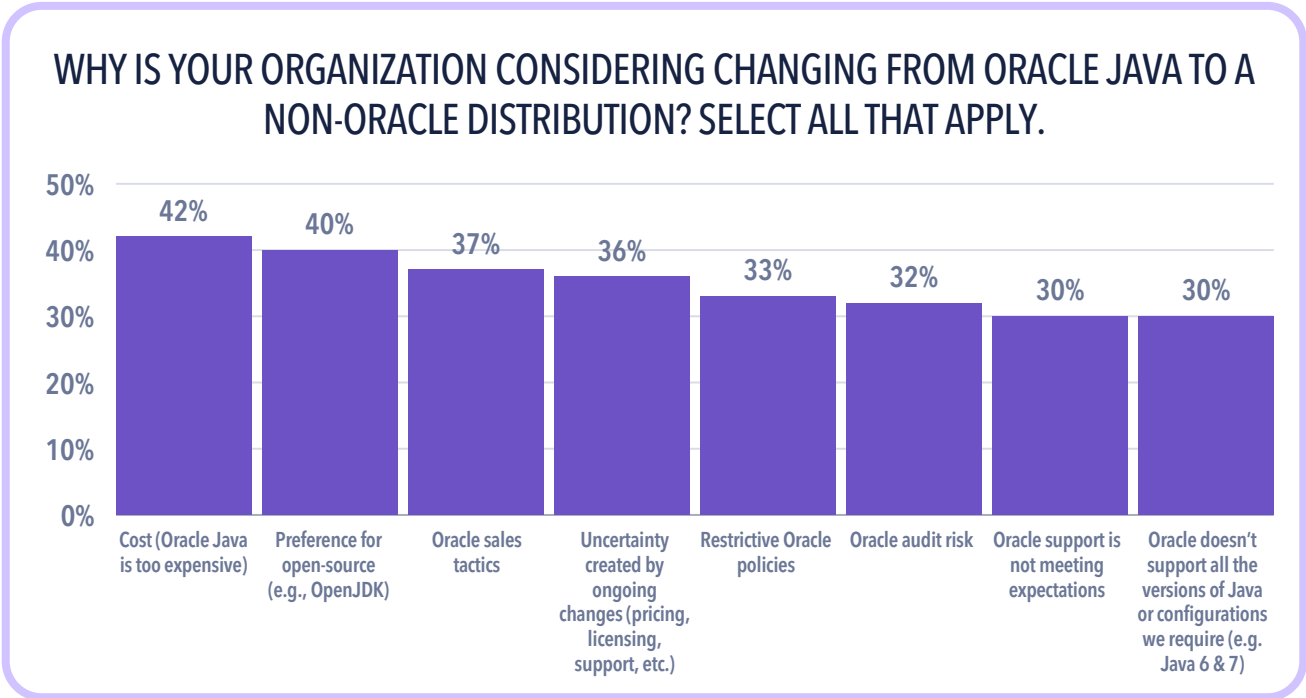 WHY IS YOUR ORGANIZATION CONSIDERING CHANGING FROM ORACLE JAVA TO A
NON-ORACLE DISTRIBUTION? SELECT ALL THAT APPLY.
50%
40%
30%
20%
10%
0%
42%
40%
37%
36%
33%
32%
30%
30%
Cost (Oracle Java
is too expensive)
Preference for
open-source
(e.g., OpenJDK)
Oracle sales
tactics
Uncertainty
created by
ongoing
changes (pricing,
licensing,
support, etc.)
Restrictive Oracle
policies
Oracle audit risk
Oracle support is
not meeting
expectations
Oracle doesn’t
support all the
versions of Java
or configurations
we require (e.g.
Java 6 & 7)